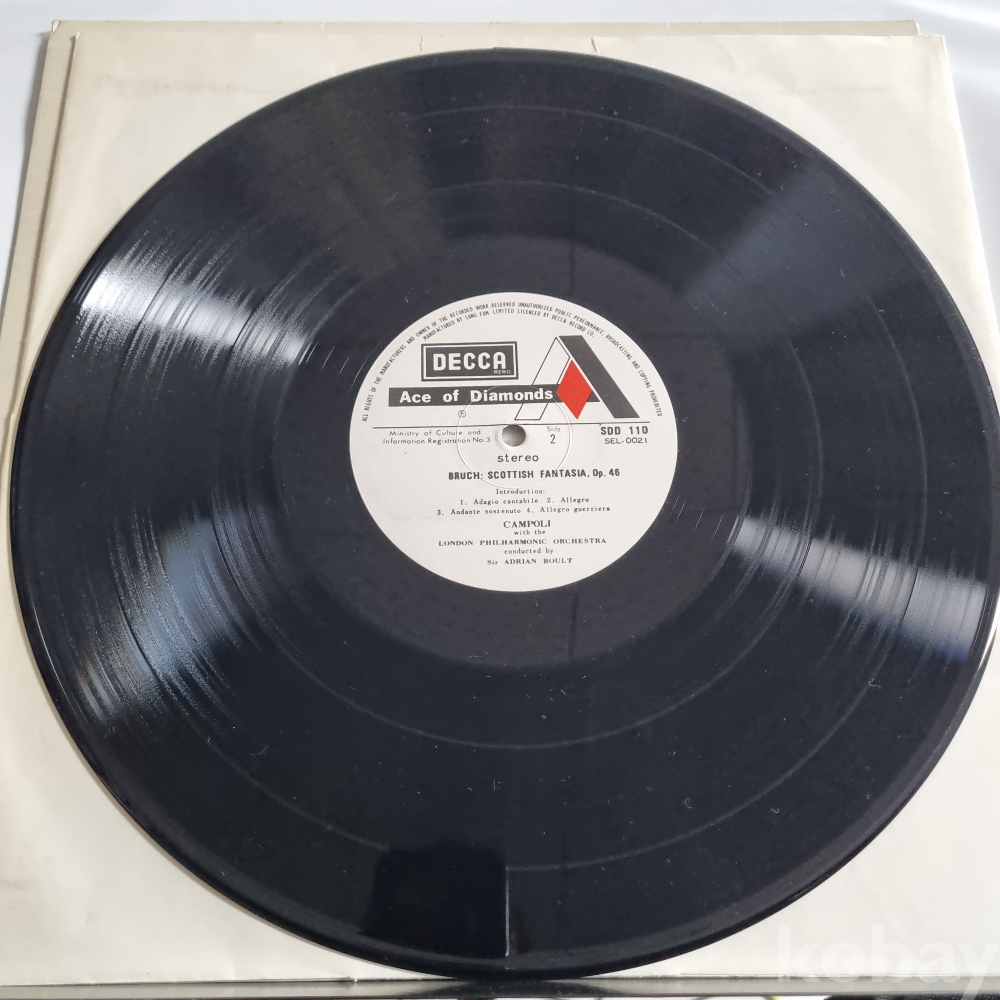 ALL RIGHTS OF THE MANUFACTURERS AND OWNER OF THE RECORDED WORK RESERVED UNAUTHORIZED PUBLIC PERFORMANCE, BROADCASTING AND COPYING PROHIBITED
MANUFACTURED BY SUNG EUM LIMITED LICENCED BY DECCA RECORD CO.
DECCA
REGD.
Ace of Diamonds
℗
Ministry of Culture and
Information Registration No.3
Side
2
SDD 110
SEL-0021
stereo
BRUCH: SCOTTISH FANTASIA, Op. 46
Introduction:
1. Adagio cantabile 2. Allegro
3. Andante sostenuto 4. Allegro guerriera
CAMPOLI
with the
LONDON PHILHARMONIC ORCHESTRA
conducted by
Sir ADRIAN BOULT
kobay